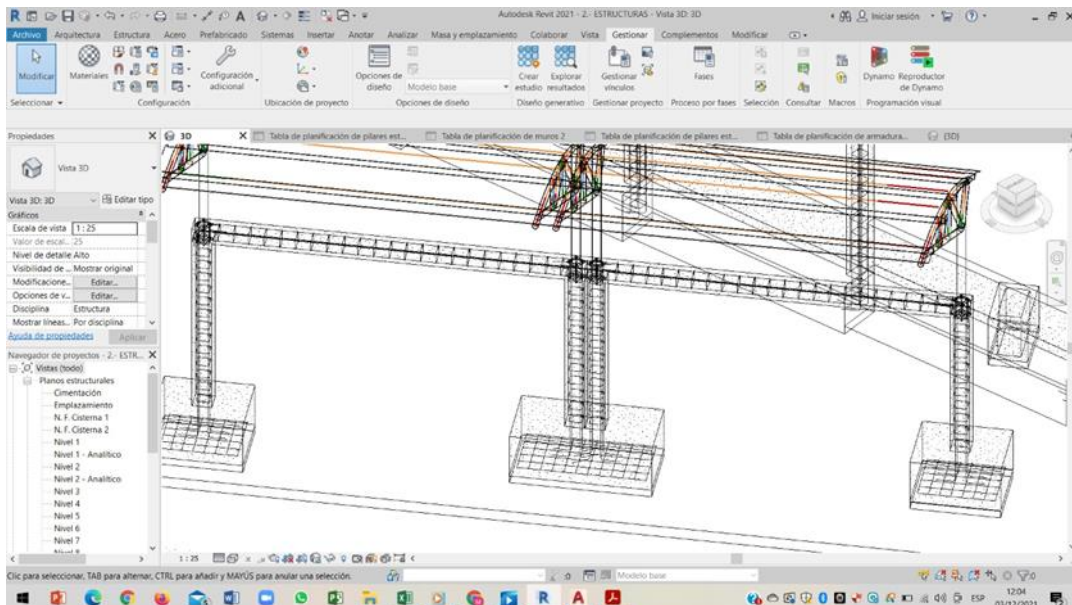 Autodesk Revit 2021 - 2.- ESTRUCTURAS - Vista 3D: 3D
Iniciar sesión
Archivo Arquitectura Estructura Acero Prefabricado Sistemas Insertar Anotar Analizar Masa y emplazamiento Colaborar Vista Gestionar Complementos Modificar
Modificar
Materiales
Configuración adicional
Opciones de diseño
Modelo base
Crear estudio
Explorar resultados
Gestionar vínculos
Fases
Dynamo
Reproductor de Dynamo
Seleccionar
Configuración
Ubicación de proyecto
Opciones de diseño
Diseño generativo
Gestionar proyecto
Proceso por fases
Selección
Consultar
Macros
Programación visual
Propiedades
3D
Tabla de planificación de pilares est...
Tabla de planificación de muros 2
Tabla de planificación de pilares est...
Tabla de planificación de armadura...
{3D}
Vista 3D
Vista 3D: 3D
Editar tipo
Gráficos
Escala de vista 1 : 25
Valor de escal... 25
Nivel de detalle Alto
Visibilidad de ... Mostrar original
Modificacione... Editar...
Opciones de v... Editar...
Disciplina Estructura
Mostrar líneas... Por disciplina
Ayuda de propiedades
Aplicar
Navegador de proyectos - 2.- ESTR...
Vistas (todo)
Planos estructurales
Cimentación
Emplazamiento
N. F. Cisterna 1
N. F. Cisterna 2
Nivel 1
Nivel 1 - Analítico
Nivel 2
Nivel 2 - Analítico
Nivel 3
Nivel 4
Nivel 5
Nivel 6
Nivel 7
Nivel 8
1 : 25
Clic para seleccionar, TAB para alternar, CTRL para añadir y MAYÚS para anular una selección.
:0
Modelo base
:0
ESP
12:04
03/12/2021